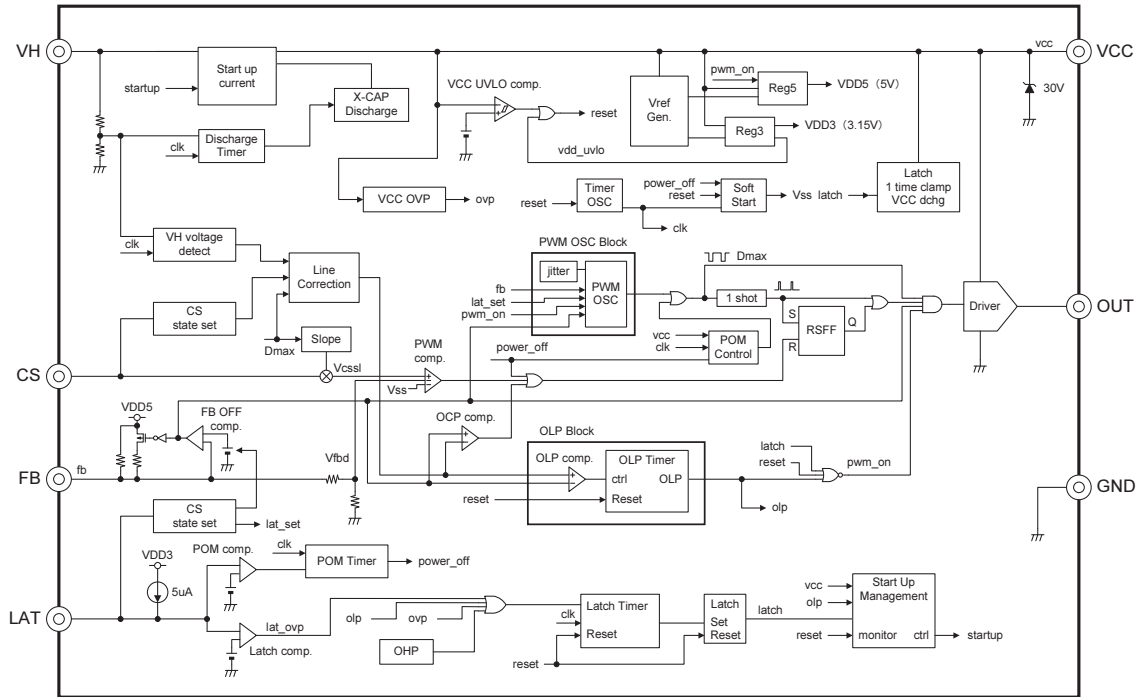 VH
Start up
current
startup
X-CAP
Discharge
Discharge
Timer
clk
VCC UVLO comp.
reset
vdd_uvlo
VCC OVP
ovp
Vref
Gen.
pwm_on
Reg5
VDD5 (5V)
Reg3
VDD3 (3.15V)
vcc
VCC
30V
reset
Timer
OSC
clk
power_off
reset
Soft
Start
Vss
latch
Latch
1 time clamp
VCC dchg
VH voltage
detect
clk
Line
Correction
CS
state set
Dmax
Slope
Vcssl
CS
PWM OSC Block
jitter
PWM
OSC
fb
lat_set
pwm_on
Dmax
1 shot
S
R
RSFF
Q
vcc
clk
POM
Control
power_off
Driver
OUT
PWM
comp.
Vss
OCP comp.
VDD5
FB OFF
comp.
FB
fb
Vfbd
CS
state set
lat_set
OLP Block
OLP comp.
OLP Timer
ctrl
OLP
Reset
reset
olp
latch
reset
pwm_on
GND
VDD3
5uA
POM comp.
clk
POM Timer
power_off
LAT
lat_ovp
Latch comp.
olp
ovp
OHP
Latch Timer
clk
Reset
reset
Latch
Set
Reset
latch
vcc
olp
reset
Start Up
Management
monitor
ctrl
startup